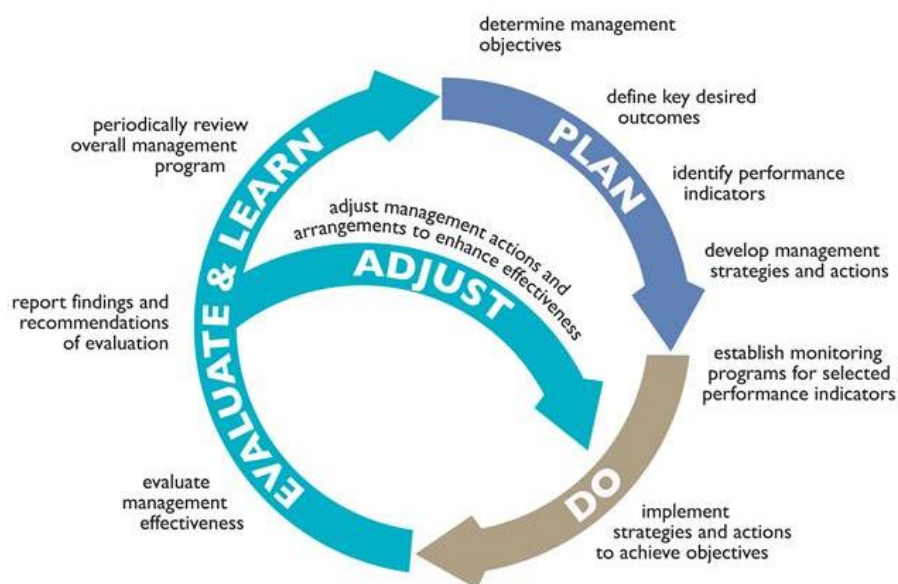 determine management
objectives
define key desired
outcomes
PLAN
identify performance
indicators
develop management
strategies and actions
establish monitoring
programs for selected
performance indicators
DO
implement
strategies and actions
to achieve objectives
evaluate
management
effectiveness
EVALUATE & LEARN
report findings and
recommendations
of evaluation
periodically review
overall management
program
adjust management actions and
arrangements to enhance effectiveness
ADJUST